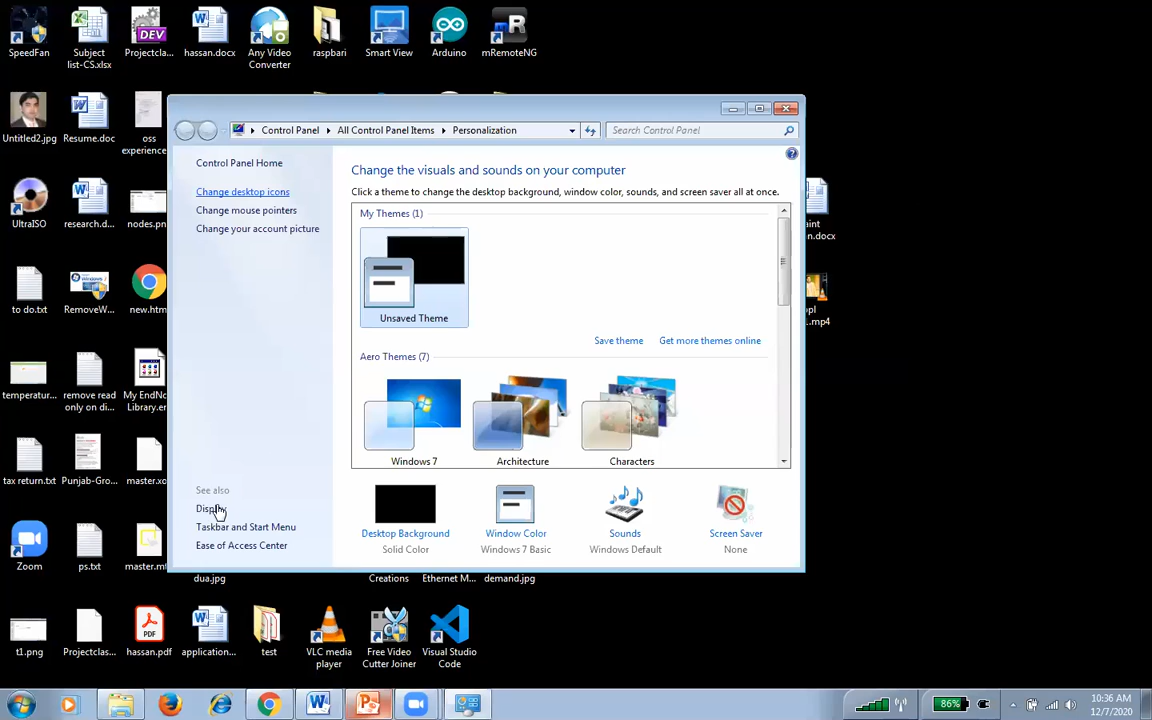 SpeedFan
Subject
list-CS.xlsx
DEV
Projectcla...
hassan.docx
Any Video
Converter
raspbari
Smart View
Arduino
mRemoteNG
Untitled2.jpg
Resume.doc
oss
experience
UltraISO
research.d...
nodes.pn
to do.txt
RemoveW...
new.htm
temperatur...
remove read
only on di...
My EndNo
Library.en
tax return.txt
Punjab-Gro...
master.xo
Zoom
ps.txt
master.mt
dua.jpg
Creations
Ethernet M...
demand.jpg
t1.png
Projectclas...
PDF
hassan.pdf
application...
test
VLC media
player
Free Video
Cutter Joiner
Visual Studio
Code
Control Panel
All Control Panel Items
Personalization
Search Control Panel
Control Panel Home
Change desktop icons
Change mouse pointers
Change your account picture
See also
Display
Taskbar and Start Menu
Ease of Access Center
Change the visuals and sounds on your computer
Click a theme to change the desktop background, window color, sounds, and screen saver all at once.
My Themes (1)
Unsaved Theme
Save theme
Get more themes online
Aero Themes (7)
Windows 7
Architecture
Characters
Desktop Background
Solid Color
Window Color
Windows 7 Basic
Sounds
Windows Default
Screen Saver
None
86%
10:36 AM
12/7/2020